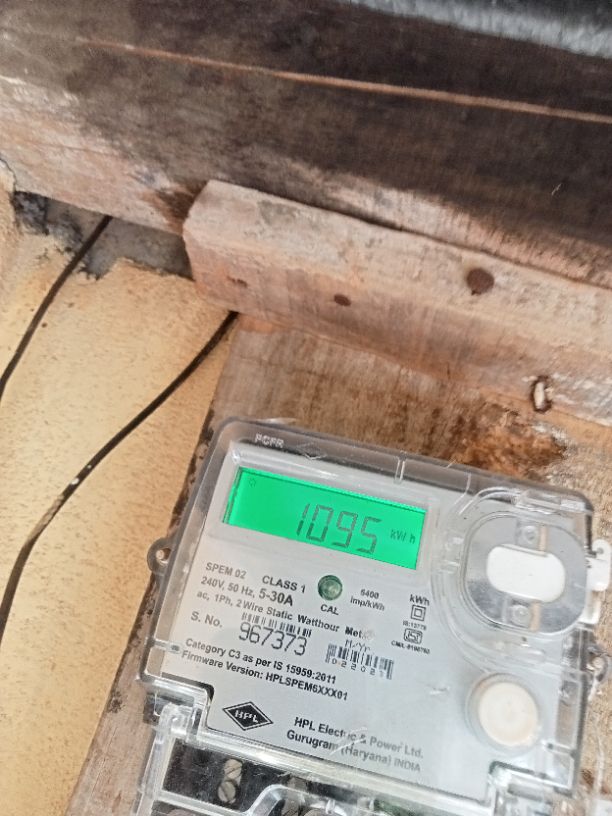 1095 kWh
SPEM 02 CLASS 1
240V, 50 Hz, 5-30A
CAL
6400 imp/kWh
kWh
ac, 1Ph, 2 Wire Static Watthour
S. No. 967373
M/Yr
Category C3 as per IS 15959:2011
Firmware Version: HPLSPEM6XXX01
HPL
HPL Electric & Power Ltd.
Gurugram (Haryana) INDIA